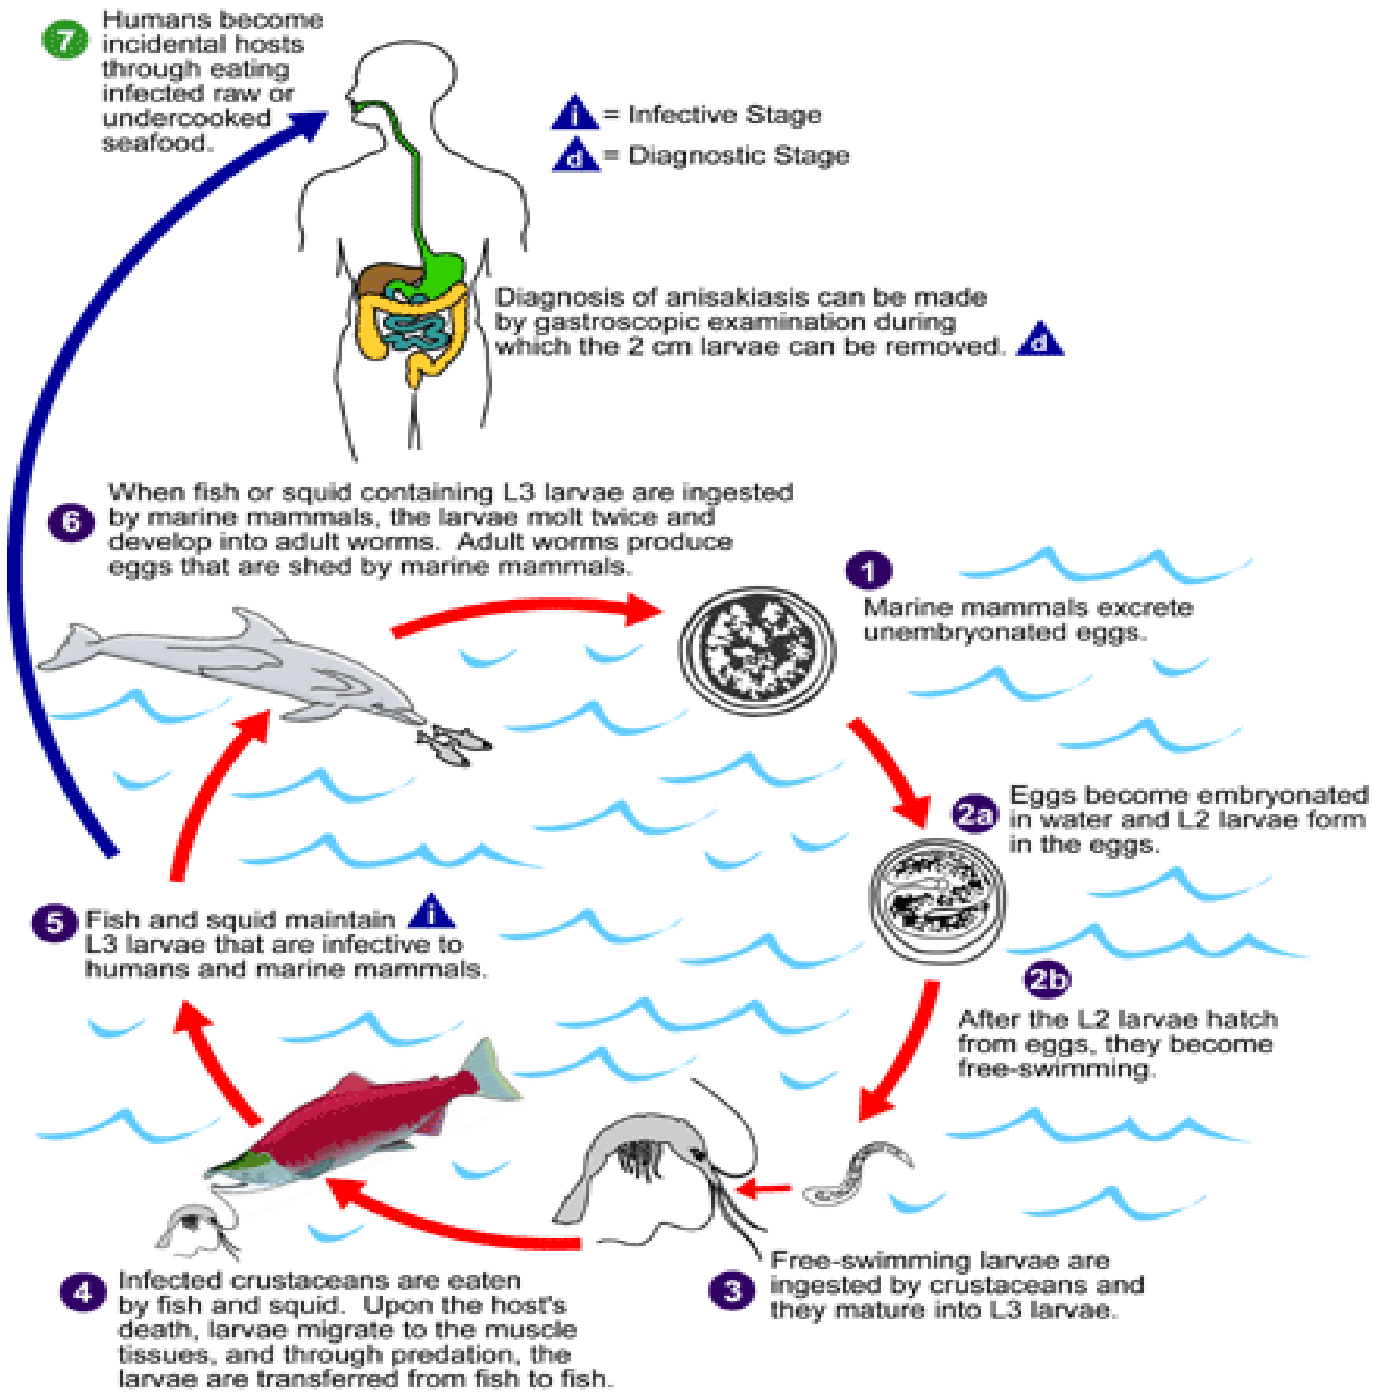 7
Humans become
incidental hosts
through eating
infected raw or
undercooked
seafood.
i = Infective Stage
d = Diagnostic Stage
Diagnosis of anisakiasis can be made
by gastroscopic examination during
which the 2 cm larvae can be removed. d
6
When fish or squid containing L3 larvae are ingested
by marine mammals, the larvae molt twice and
develop into adult worms. Adult worms produce
eggs that are shed by marine mammals.
1
Marine mammals excrete
unembryonated eggs.
2a
Eggs become embryonated
in water and L2 larvae form
in the eggs.
2b
After the L2 larvae hatch
from eggs, they become
free-swimming.
3
Free-swimming larvae are
ingested by crustaceans and
they mature into L3 larvae.
4
Infected crustaceans are eaten
by fish and squid. Upon the host's
death, larvae migrate to the muscle
tissues, and through predation, the
larvae are transferred from fish to fish.
5
Fish and squid maintain i
L3 larvae that are infective to
humans and marine mammals.